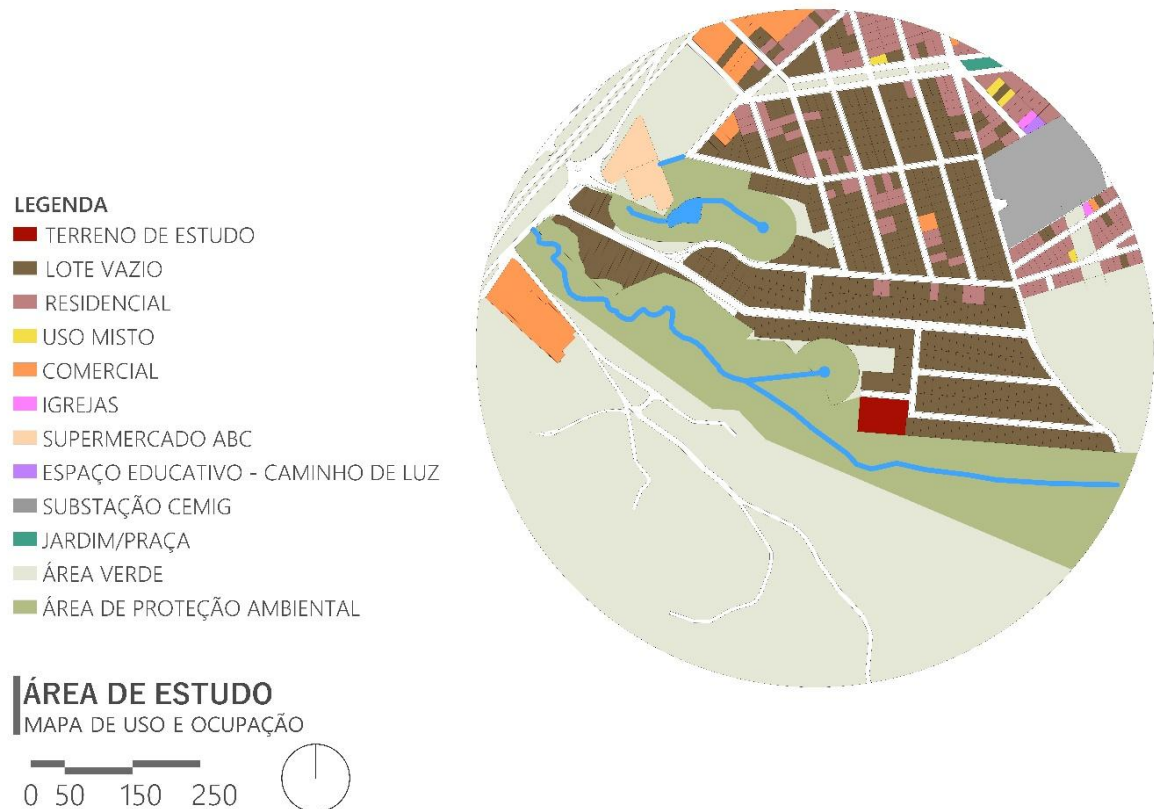 LEGENDA
TERRENO DE ESTUDO
LOTE VAZIO
RESIDENCIAL
USO MISTO
COMERCIAL
IGREJAS
SUPERMERCADO ABC
ESPAÇO EDUCATIVO - CAMINHO DE LUZ
SUBSTAÇÃO CEMIG
JARDIM/PRAÇA
ÁREA VERDE
ÁREA DE PROTEÇÃO AMBIENTAL
ÁREA DE ESTUDO
MAPA DE USO E OCUPAÇÃO
0 50 150 250